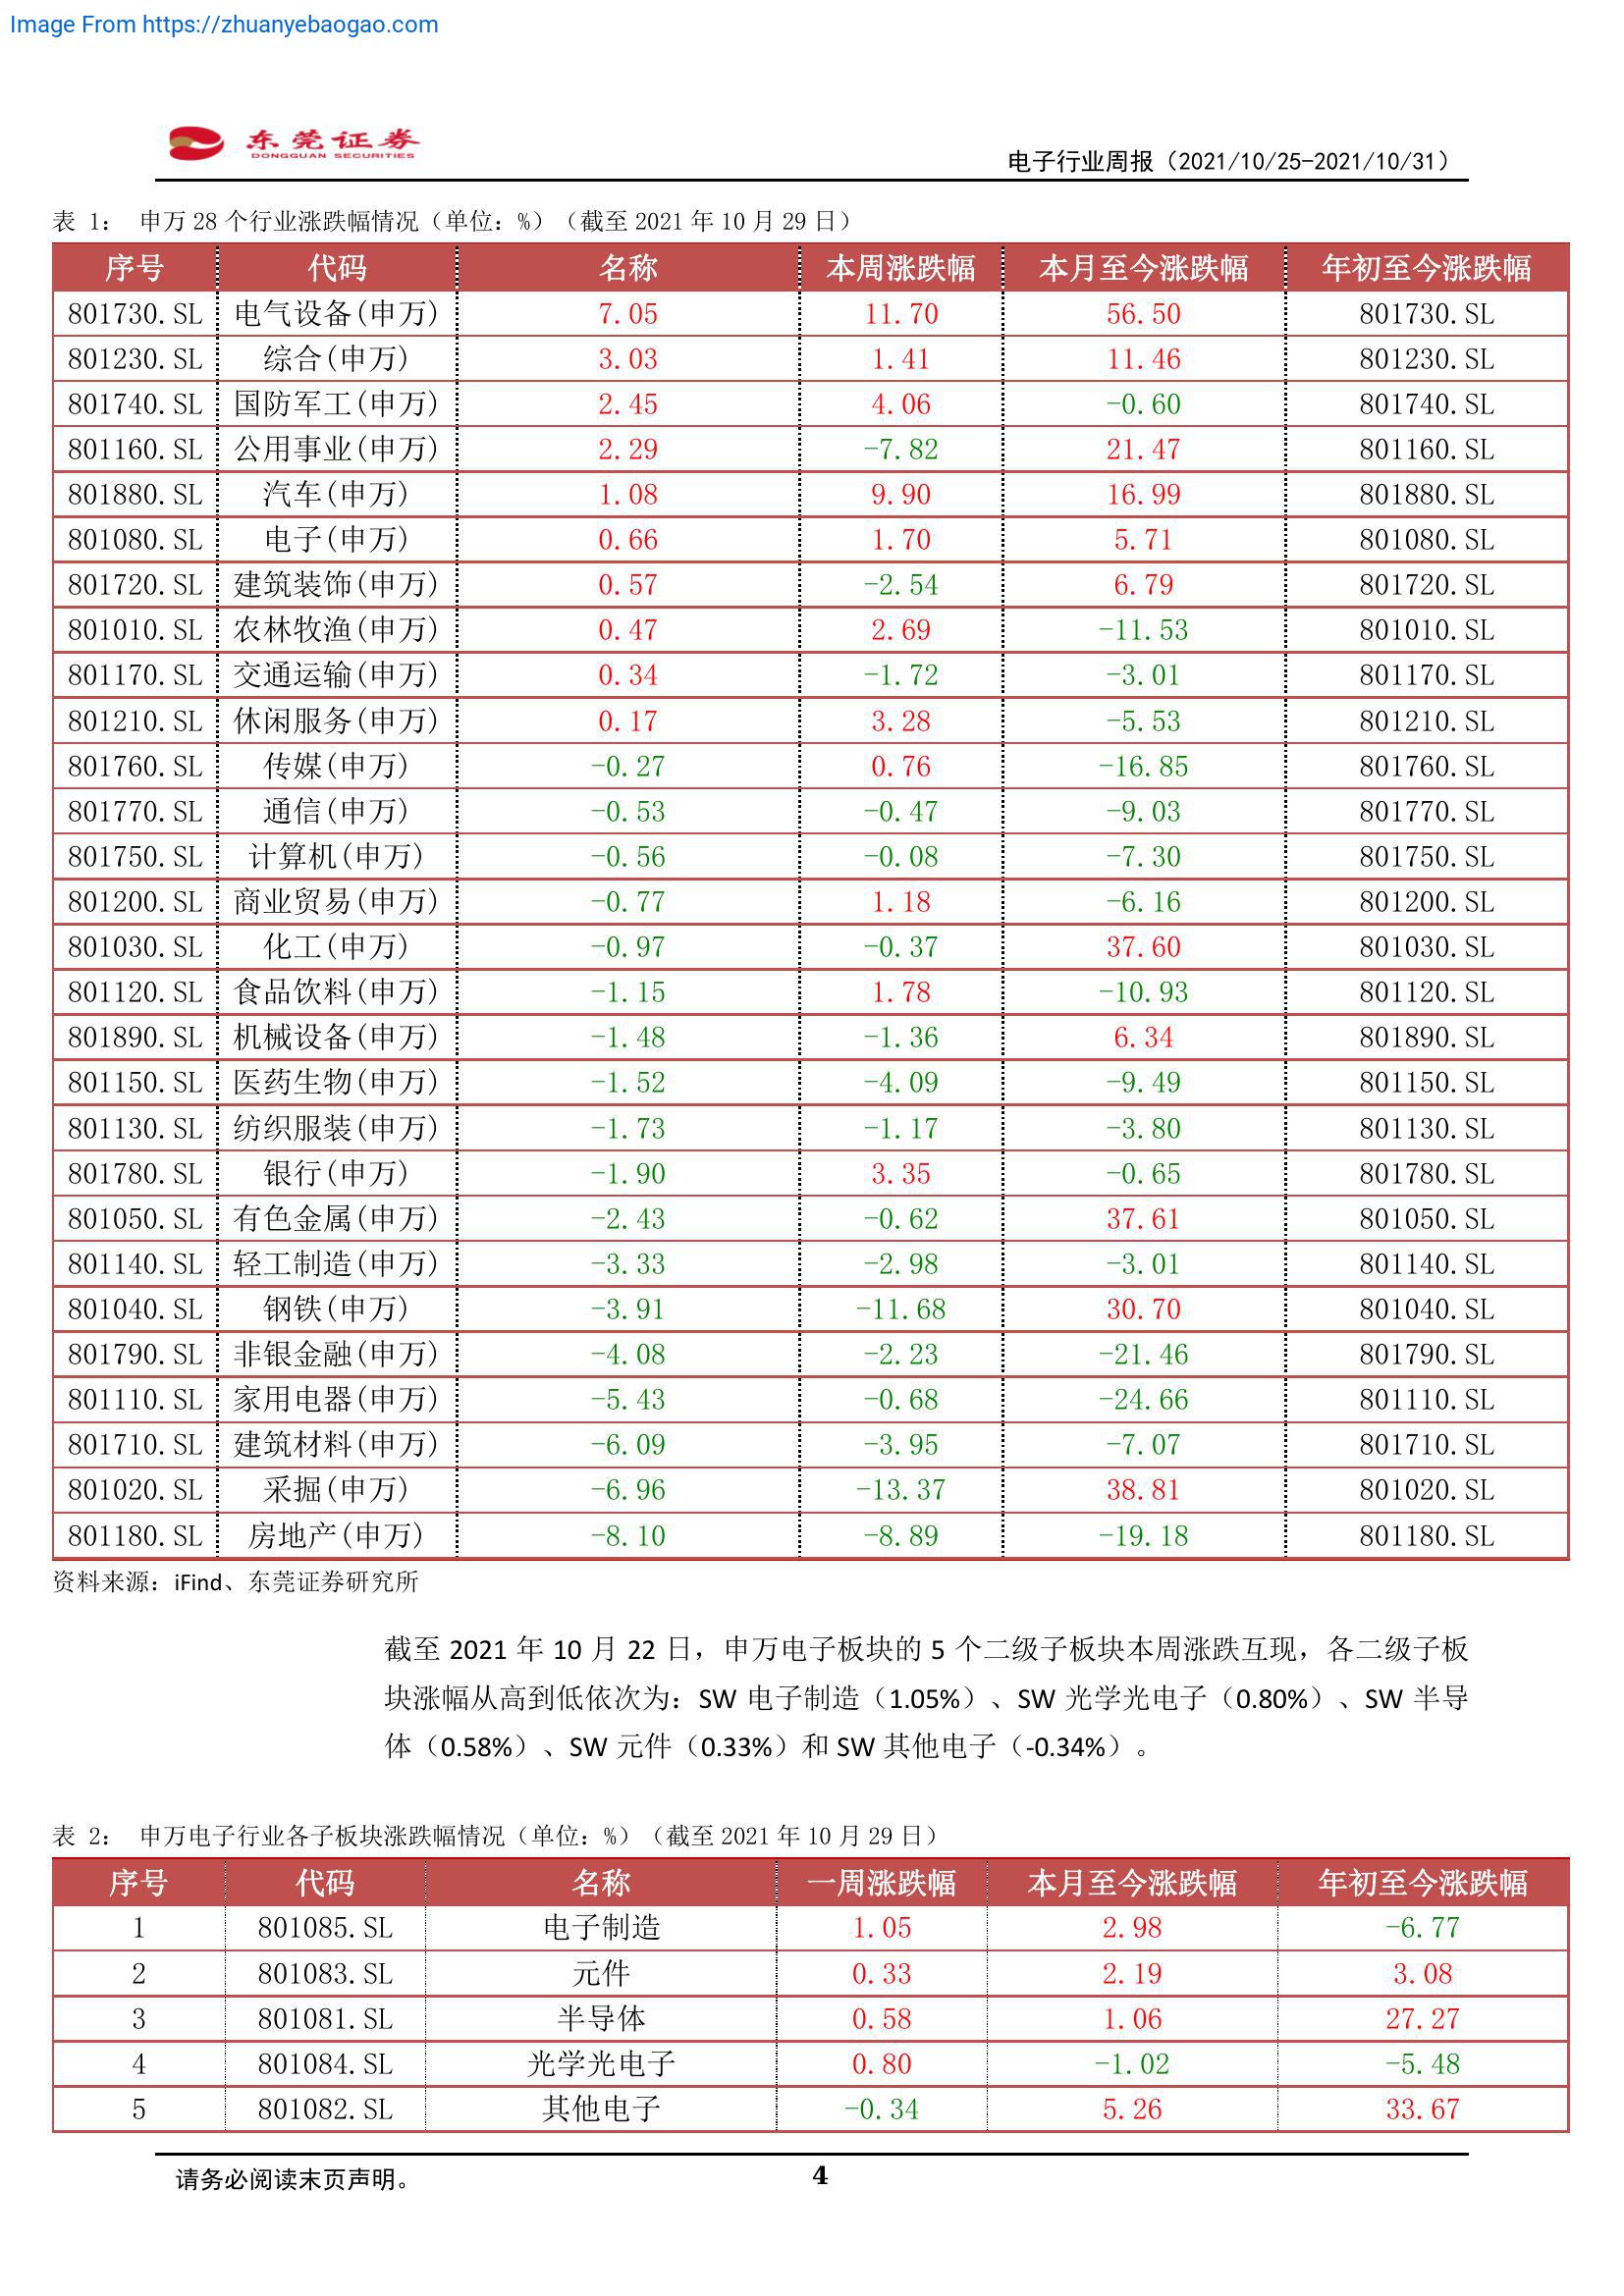 Image From https://zhuanyebaogao.com
东莞证券
DONGGUAN SECURITIES
电子行业周报（2021/10/25-2021/10/31）
表 1： 申万 28 个行业涨跌幅情况（单位：%）（截至 2021 年 10 月 29 日）
序号 代码 名称 本周涨跌幅 本月至今涨跌幅 年初至今涨跌幅
801730.SL 电气设备(申万) 7.05 11.70 56.50 801730.SL
801230.SL 综合(申万) 3.03 1.41 11.46 801230.SL
801740.SL 国防军工(申万) 2.45 4.06 -0.60 801740.SL
801160.SL 公用事业(申万) 2.29 -7.82 21.47 801160.SL
801880.SL 汽车(申万) 1.08 9.90 16.99 801880.SL
801080.SL 电子(申万) 0.66 1.70 5.71 801080.SL
801720.SL 建筑装饰(申万) 0.57 -2.54 6.79 801720.SL
801010.SL 农林牧渔(申万) 0.47 2.69 -11.53 801010.SL
801170.SL 交通运输(申万) 0.34 -1.72 -3.01 801170.SL
801210.SL 休闲服务(申万) 0.17 3.28 -5.53 801210.SL
801760.SL 传媒(申万) -0.27 0.76 -16.85 801760.SL
801770.SL 通信(申万) -0.53 -0.47 -9.03 801770.SL
801750.SL 计算机(申万) -0.56 -0.08 -7.30 801750.SL
801200.SL 商业贸易(申万) -0.77 1.18 -6.16 801200.SL
801030.SL 化工(申万) -0.97 -0.37 37.60 801030.SL
801120.SL 食品饮料(申万) -1.15 1.78 -10.93 801120.SL
801890.SL 机械设备(申万) -1.48 -1.36 6.34 801890.SL
801150.SL 医药生物(申万) -1.52 -4.09 -9.49 801150.SL
801130.SL 纺织服装(申万) -1.73 -1.17 -3.80 801130.SL
801780.SL 银行(申万) -1.90 3.35 -0.65 801780.SL
801050.SL 有色金属(申万) -2.43 -0.62 37.61 801050.SL
801140.SL 轻工制造(申万) -3.33 -2.98 -3.01 801140.SL
801040.SL 钢铁(申万) -3.91 -11.68 30.70 801040.SL
801790.SL 非银金融(申万) -4.08 -2.23 -21.46 801790.SL
801110.SL 家用电器(申万) -5.43 -0.68 -24.66 801110.SL
801710.SL 建筑材料(申万) -6.09 -3.95 -7.07 801710.SL
801020.SL 采掘(申万) -6.96 -13.37 38.81 801020.SL
801180.SL 房地产(申万) -8.10 -8.89 -19.18 801180.SL
资料来源：iFind、东莞证券研究所
截至 2021 年 10 月 22 日，申万电子板块的 5 个二级子板块本周涨跌互现，各二级子板
块涨幅从高到低依次为：SW 电子制造（1.05%）、SW 光学光电子（0.80%）、SW 半导
体（0.58%）、SW 元件（0.33%）和 SW 其他电子（-0.34%）。
表 2： 申万电子行业各子板块涨跌幅情况（单位：%）（截至 2021 年 10 月 29 日）
序号 代码 名称 一周涨跌幅 本月至今涨跌幅 年初至今涨跌幅
1 801085.SL 电子制造 1.05 2.98 -6.77
2 801083.SL 元件 0.33 2.19 3.08
3 801081.SL 半导体 0.58 1.06 27.27
4 801084.SL 光学光电子 0.80 -1.02 -5.48
5 801082.SL 其他电子 -0.34 5.26 33.67
请务必阅读末页声明。
4